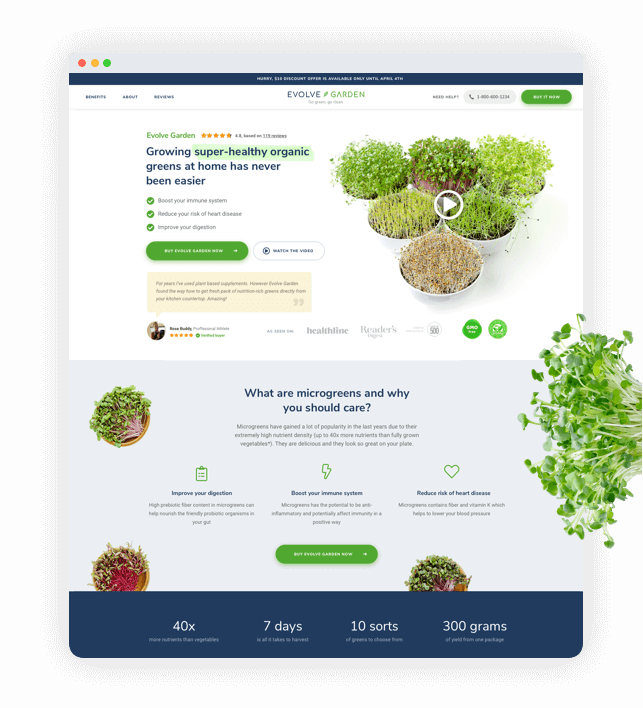 HURRY, $10 DISCOUNT OFFER IS AVAILABLE ONLY UNTIL APRIL 6TH
BENEFITS ABOUT REVIEWS
EVOLVE GARDEN
Go green, go clean
NEED HELP? 1-800-600-1234 BUY IT NOW
Evolve Garden 4.8, based on 119 reviews
Growing super-healthy organic
greens at home has never
been easier
Boost your immune system
Reduce your risk of heart disease
Improve your digestion
BUY EVOLVE GARDEN NOW WATCH THE VIDEO
For years I've used plant based supplements. However Evolve Garden
found the way how to get fresh pack of nutrition-rich greens directly from
your kitchen countertop. Amazing!
Rose Buddy, Proffesional Athlete
Verified buyer
AS SEEN ON: healthline Reader's Digest 500 GMO free
What are microgreens and why
you should care?
Microgreens have gained a lot of popularity in the last years due to their
extremely high nutrient density (up to 40x more nutrients than fully grown
vegetables*). They are delicious and they look so great on your plate.
Improve your digestion
High prebiotic fiber content in microgreens can
help nourish the friendly probiotic organisms in
your gut
Boost your immune system
Microgreens has the potential to be anti-
inflammatory and potentially affect immunity in a
positive way
Reduce risk of heart disease
Microgreens contains fiber and vitamin K which
helps to lower your blood pressure
BUY EVOLVE GARDEN NOW
40x
more nutrients than vegetables
7 days
is all it takes to harvest
10 sorts
of greens to choose from
300 grams
of yield from one package